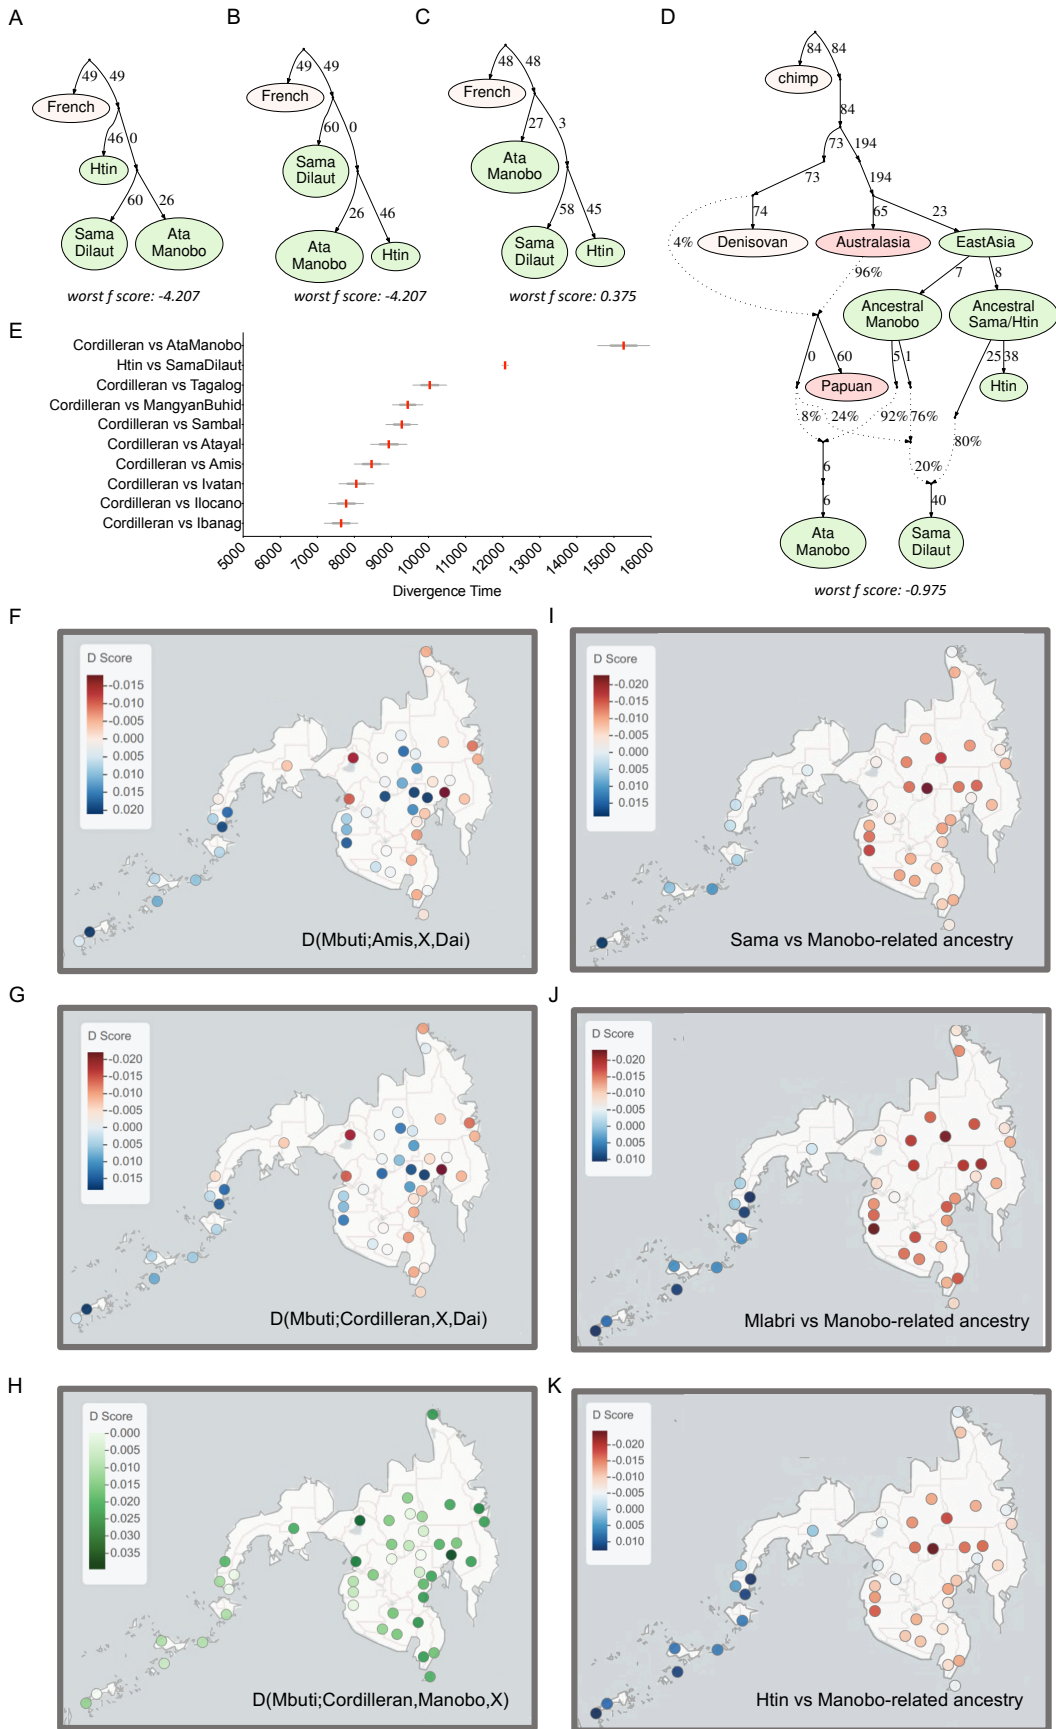 A
49
49
French
46
0
Htin
60
26
Sama
Dilaut
Ata
Manobo
worst f score: -4.207
B
49
49
French
60
0
Sama
Dilaut
26
46
Ata
Manobo
Htin
worst f score: -4.207
C
48
48
French
27
3
Ata
Manobo
58
45
Sama
Dilaut
Htin
worst f score: 0.375
D
84
84
chimp
84
73
194
73
194
74
65
23
4%
Denisovan
Australasia
EastAsia
96%
7
8
Ancestral
Manobo
Ancestral
Sama/Htin
0
60
5
1
25
38
Papuan
Htin
8%
24%
92%
76%
80%
6
20%
6
40
Ata
Manobo
Sama
Dilaut
worst f score: -0.975
E
Cordilleran vs AtaManobo
Htin vs SamaDilaut
Cordilleran vs Tagalog
Cordilleran vs MangyanBuhid
Cordilleran vs Sambal
Cordilleran vs Atayal
Cordilleran vs Amis
Cordilleran vs Ivatan
Cordilleran vs Ilocano
Cordilleran vs Ibanag
5000
6000
7000
8000
9000
10000
11000
12000
13000
14000
15000
16000
Divergence Time
F
D Score
-0.015
-0.010
-0.005
0.000
0.005
0.010
0.015
0.020
D(Mbuti;Amis,X,Dai)
I
D Score
-0.020
-0.015
-0.010
-0.005
0.000
0.005
0.010
0.015
Sama vs Manobo-related ancestry
G
D Score
-0.020
-0.015
-0.010
-0.005
0.000
0.005
0.010
0.015
D(Mbuti;Cordilleran,X,Dai)
J
D Score
-0.020
-0.015
-0.010
-0.005
0.000
0.005
0.010
Mlabri vs Manobo-related ancestry
H
D Score
-0.000
-0.005
0.010
0.015
0.020
0.025
0.030
0.035
D(Mbuti;Cordilleran,Manobo,X)
K
D Score
-0.020
-0.015
-0.010
-0.005
0.000
0.005
0.010
Htin vs Manobo-related ancestry